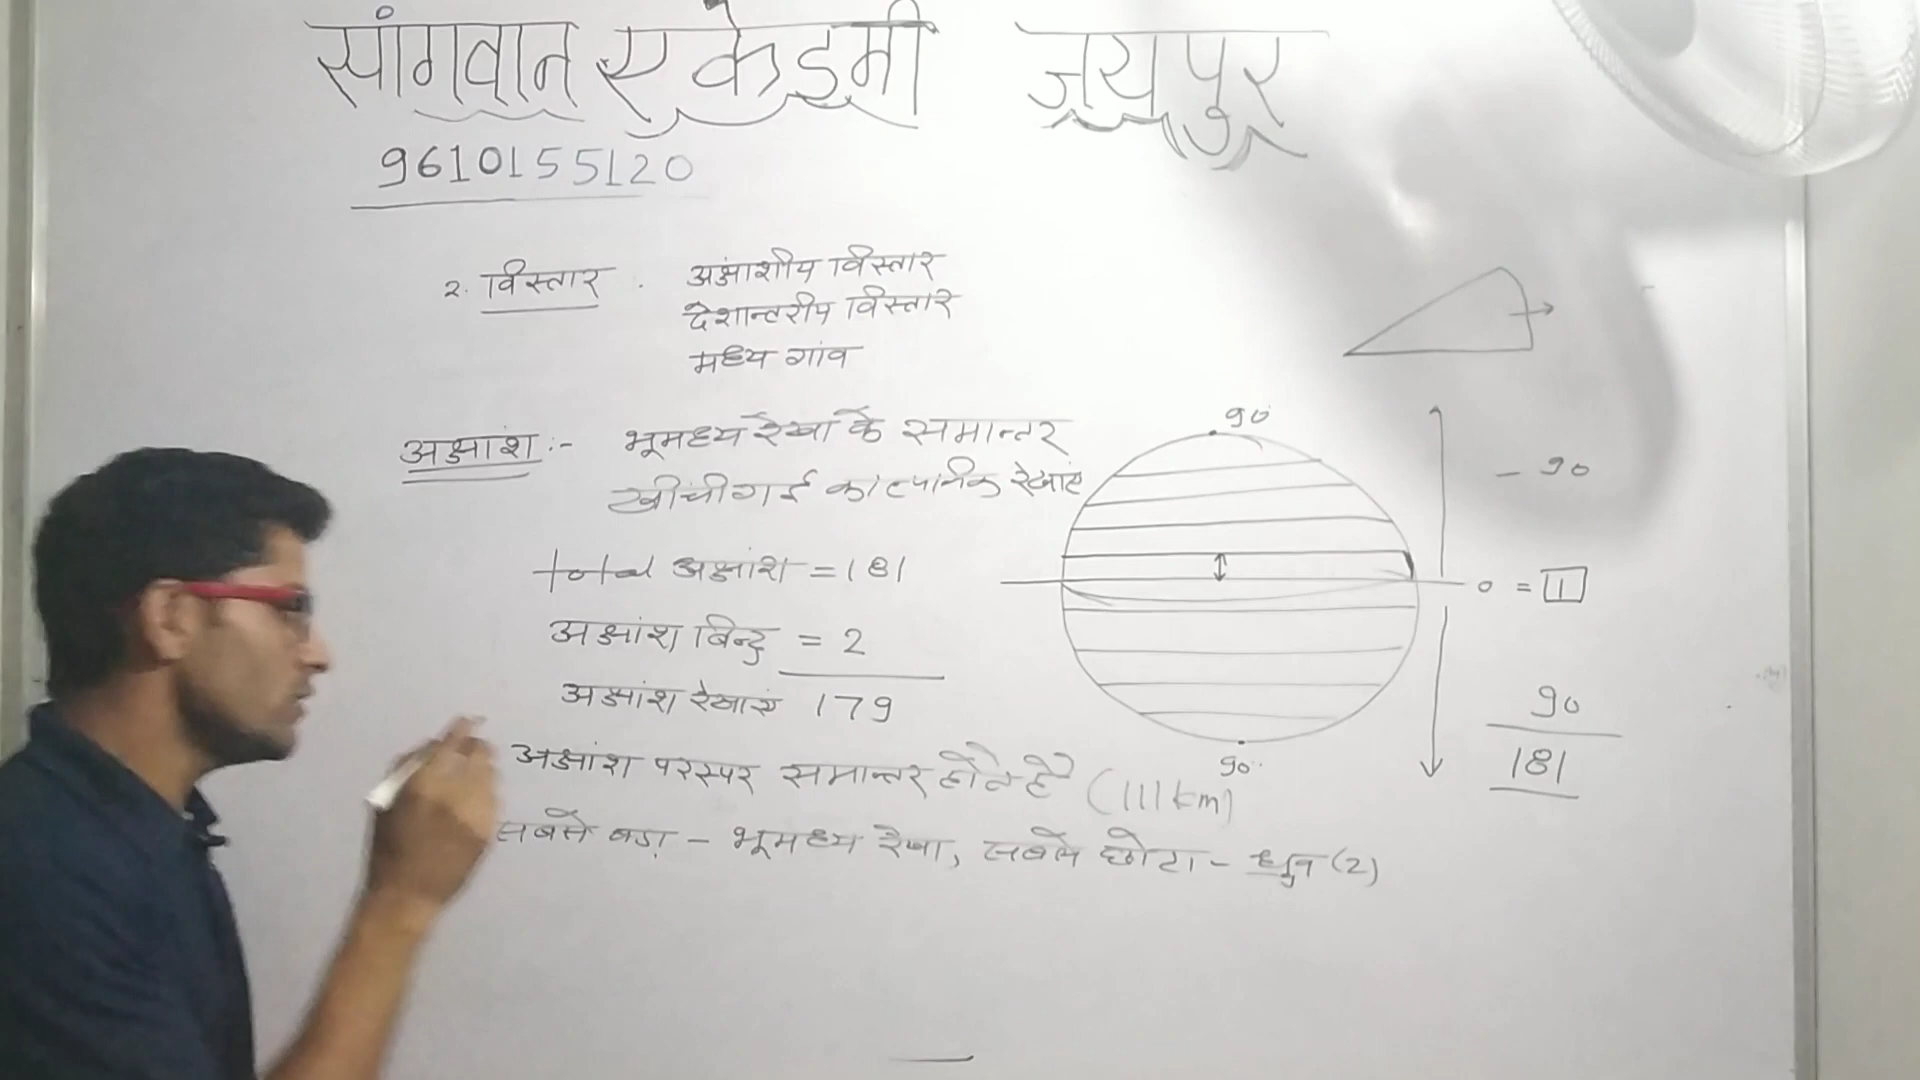 सांगवान एकेडमी जयपुर
9610155120
2. विस्तार . अक्षांशीय विस्तार
देशान्तरीय विस्तार
मध्य गांव
अक्षांश :- भूमध्य रेखा के समान्तर
खींची गई काल्पनिक रेखाएं
total अक्षांश = 181
अक्षांश बिन्दु = 2
अक्षांश रेखाएं 179
अक्षांश परस्पर समान्तर होते है (111 km)
सबसे बड़ा - भूमध्य रेखा, सबसे छोटा - ध्रुव (2)
90
- 90
0 = 1
90
181
90